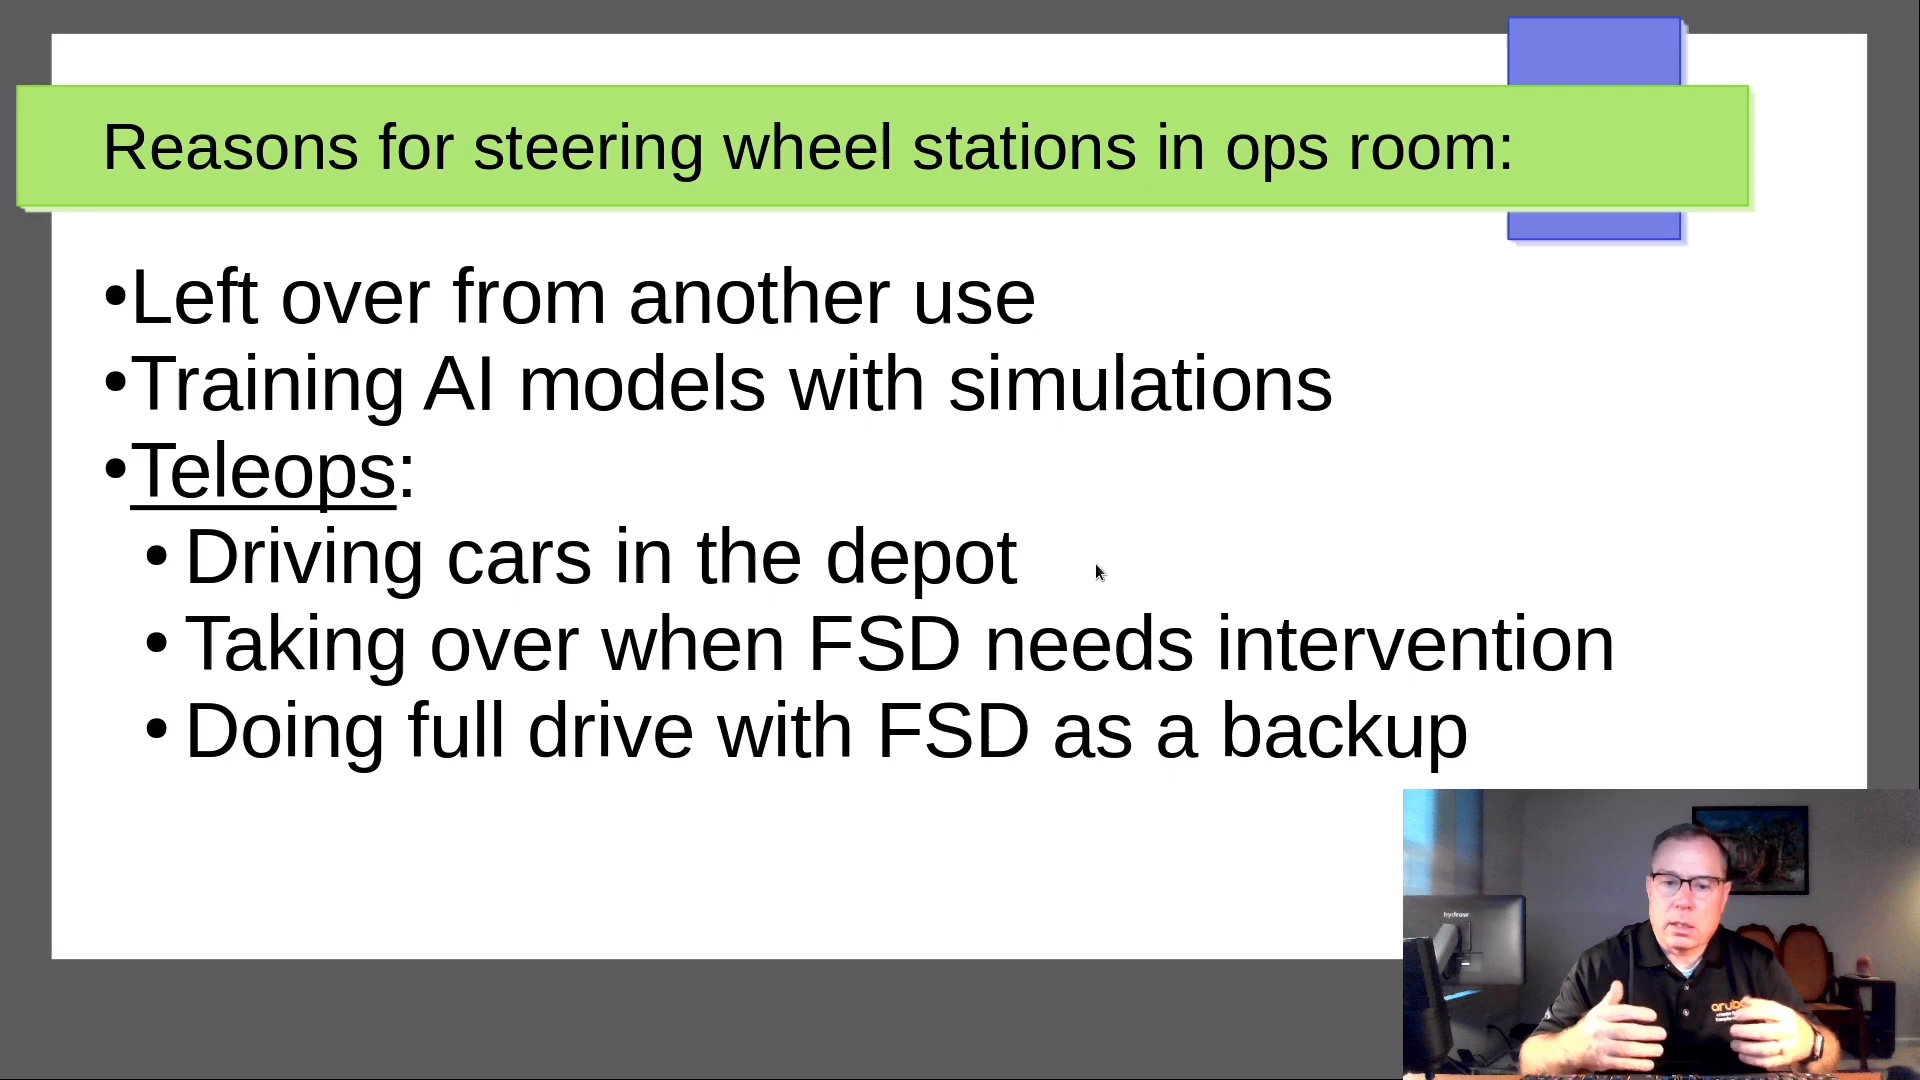 Reasons for steering wheel stations in ops room:
•Left over from another use
•Training AI models with simulations
•Teleops:
• Driving cars in the depot
• Taking over when FSD needs intervention
• Doing full drive with FSD as a backup